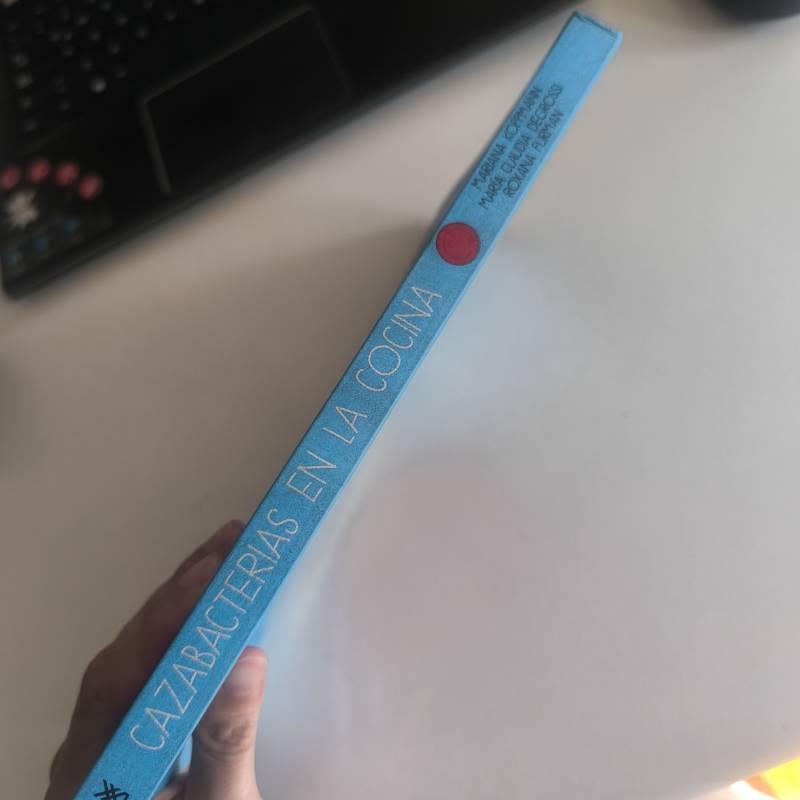 CAZABACTERIAS EN LA COCINA
MARIANA KOPPMANN
MARÍA CLAUDIA DEGROSSI
ROXANA FURMAN